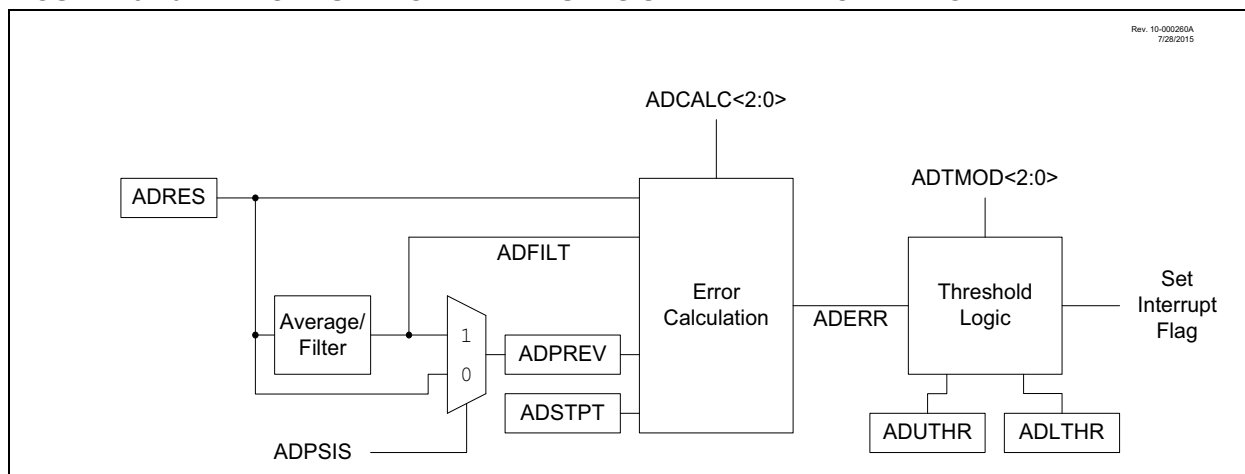 Rev. 10-000260A
7/28/2015
ADCALC<2:0>
ADRES
ADTMOD<2:0>
ADFILT
Error
Calculation
ADERR
Threshold
Logic
Set
Interrupt
Flag
Average/
Filter
1
0
ADPREV
ADSTPT
ADPSIS
ADUTHR
ADLTHR